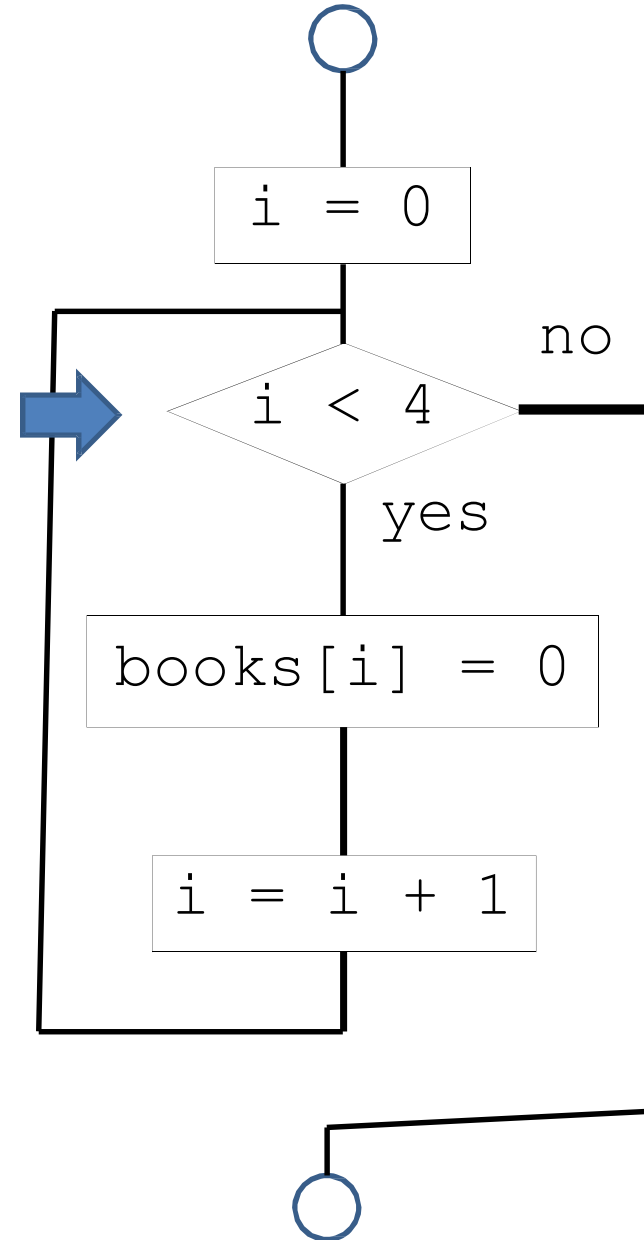 i = 0
no
i < 4
yes
books[i] = 0
i = i + 1